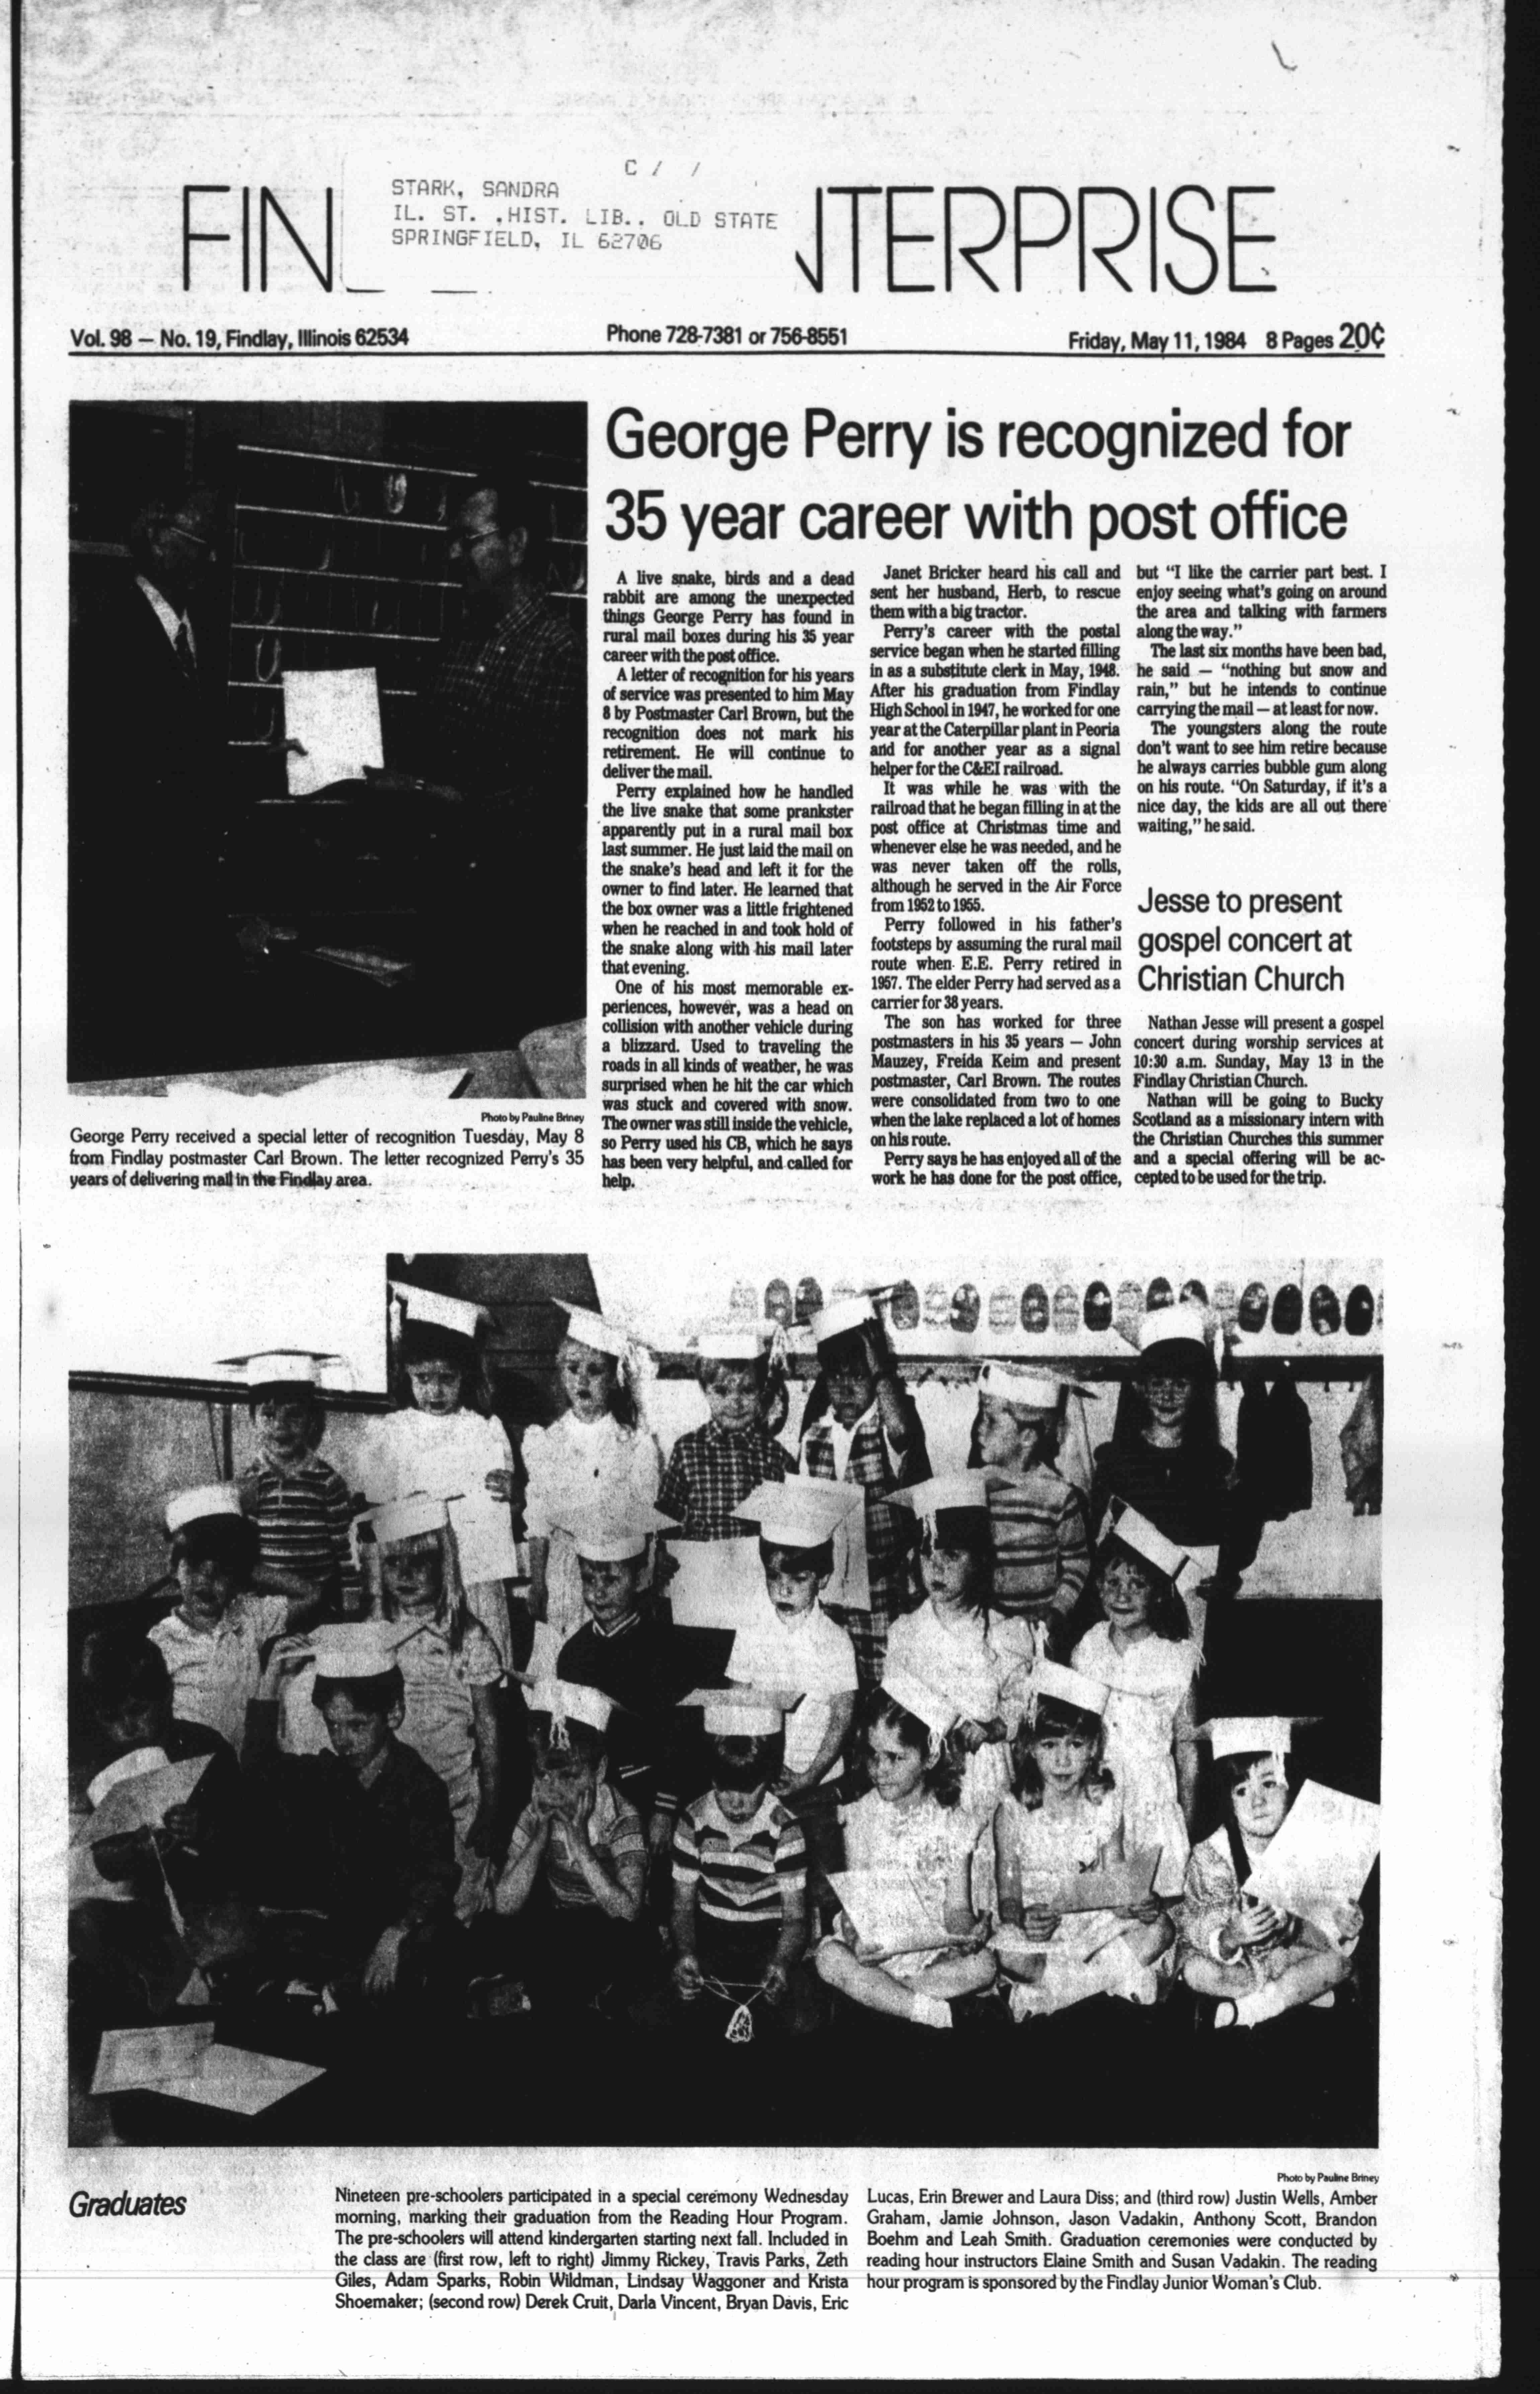 C / /
STARK, SANDRA
IL. ST. .HIST. LIB.. OLD STATE
SPRINGFIELD, IL 62706
FIN NTERPRISE
Vol. 98 — No. 19, Findlay, Illinois 62534
Phone 728-7381 or 756-8551
Friday, May 11, 1984 8 Pages 20¢
George Perry is recognized for
35 year career with post office
A live snake, birds and a dead
rabbit are among the unexpected
things George Perry has found in
rural mail boxes during his 35 year
career with the post office.
A letter of recognition for his years
of service was presented to him May
8 by Postmaster Carl Brown, but the
recognition does not mark his
retirement. He will continue to
deliver the mail.
Perry explained how he handled
the live snake that some prankster
apparently put in a rural mail box
last summer. He just laid the mail on
the snake's head and left it for the
owner to find later. He learned that
the box owner was a little frightened
when he reached in and took hold of
the snake along with his mail later
that evening.
One of his most memorable ex-
periences, however, was a head on
collision with another vehicle during
a blizzard. Used to traveling the
roads in all kinds of weather, he was
surprised when he hit the car which
was stuck and covered with snow.
The owner was still inside the vehicle,
so Perry used his CB, which he says
has been very helpful, and called for
help.
Janet Bricker heard his call and
sent her husband, Herb, to rescue
them with a big tractor.
Perry's career with the postal
service began when he started filling
in as a substitute clerk in May, 1948.
After his graduation from Findlay
High School in 1947, he worked for one
year at the Caterpillar plant in Peoria
and for another year as a signal
helper for the C&EI railroad.
It was while he was with the
railroad that he began filling in at the
post office at Christmas time and
whenever else he was needed, and he
was never taken off the rolls,
although he served in the Air Force
from 1952 to 1955.
Perry followed in his father's
footsteps by assuming the rural mail
route when E.E. Perry retired in
1957. The elder Perry had served as a
carrier for 38 years.
The son has worked for three
postmasters in his 35 years — John
Mauzey, Freida Keim and present
postmaster, Carl Brown. The routes
were consolidated from two to one
when the lake replaced a lot of homes
on his route.
Perry says he has enjoyed all of the
work he has done for the post office,
but "I like the carrier part best. I
enjoy seeing what's going on around
the area and talking with farmers
along the way."
The last six months have been bad,
he said — "nothing but snow and
rain," but he intends to continue
carrying the mail — at least for now.
The youngsters along the route
don't want to see him retire because
he always carries bubble gum along
on his route. "On Saturday, if it's a
nice day, the kids are all out there
waiting," he said.
Jesse to present
gospel concert at
Christian Church
Nathan Jesse will present a gospel
concert during worship services at
10:30 a.m. Sunday, May 13 in the
Findlay Christian Church.
Nathan will be going to Bucky
Scotland as a missionary intern with
the Christian Churches this summer
and a special offering will be ac-
cepted to be used for the trip.
Photo by Pauline Briney
George Perry received a special letter of recognition Tuesday, May 8
from Findlay postmaster Carl Brown. The letter recognized Perry's 35
years of delivering mail in the Findlay area.
Photo by Pauline Briney
Graduates
Nineteen pre-schoolers participated in a special ceremony Wednesday
morning, marking their graduation from the Reading Hour Program.
The pre-schoolers will attend kindergarten starting next fall. Included in
the class are (first row, left to right) Jimmy Rickey, Travis Parks, Zeth
Giles, Adam Sparks, Robin Wildman, Lindsay Waggoner and Krista
Shoemaker; (second row) Derek Cruit, Darla Vincent, Bryan Davis, Eric
Lucas, Erin Brewer and Laura Diss; and (third row) Justin Wells, Amber
Graham, Jamie Johnson, Jason Vadakin, Anthony Scott, Brandon
Boehm and Leah Smith. Graduation ceremonies were conducted by
reading hour instructors Elaine Smith and Susan Vadakin. The reading
hour program is sponsored by the Findlay Junior Woman's Club.